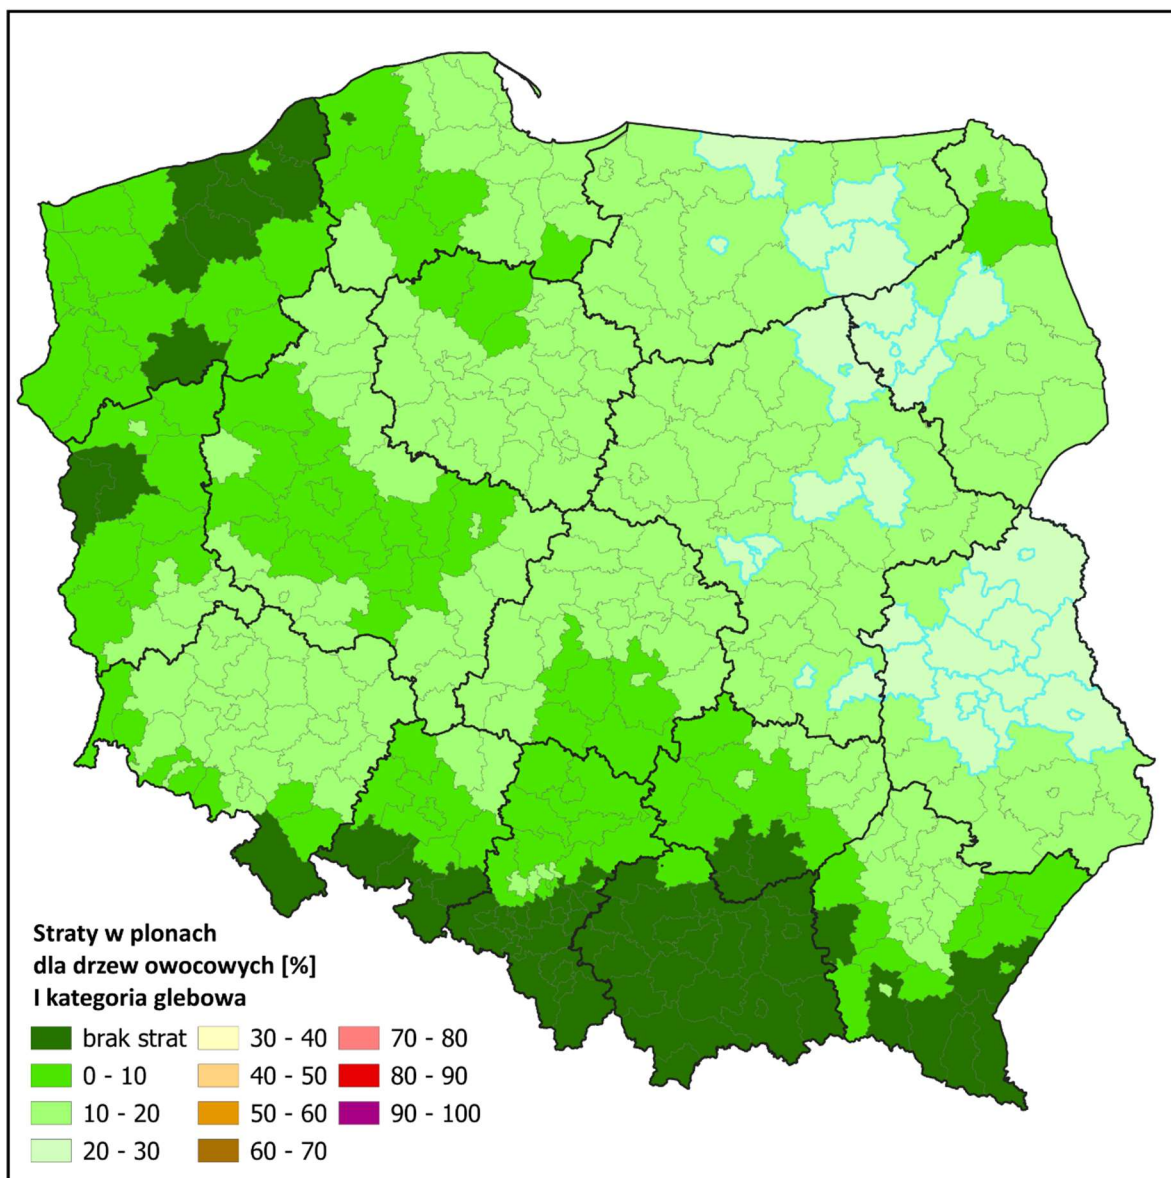 Straty w plonach
dla drzew owocowych [%]
I kategoria glebowa
brak strat
0 - 10
10 - 20
20 - 30
30 - 40
40 - 50
50 - 60
60 - 70
70 - 80
80 - 90
90 - 100